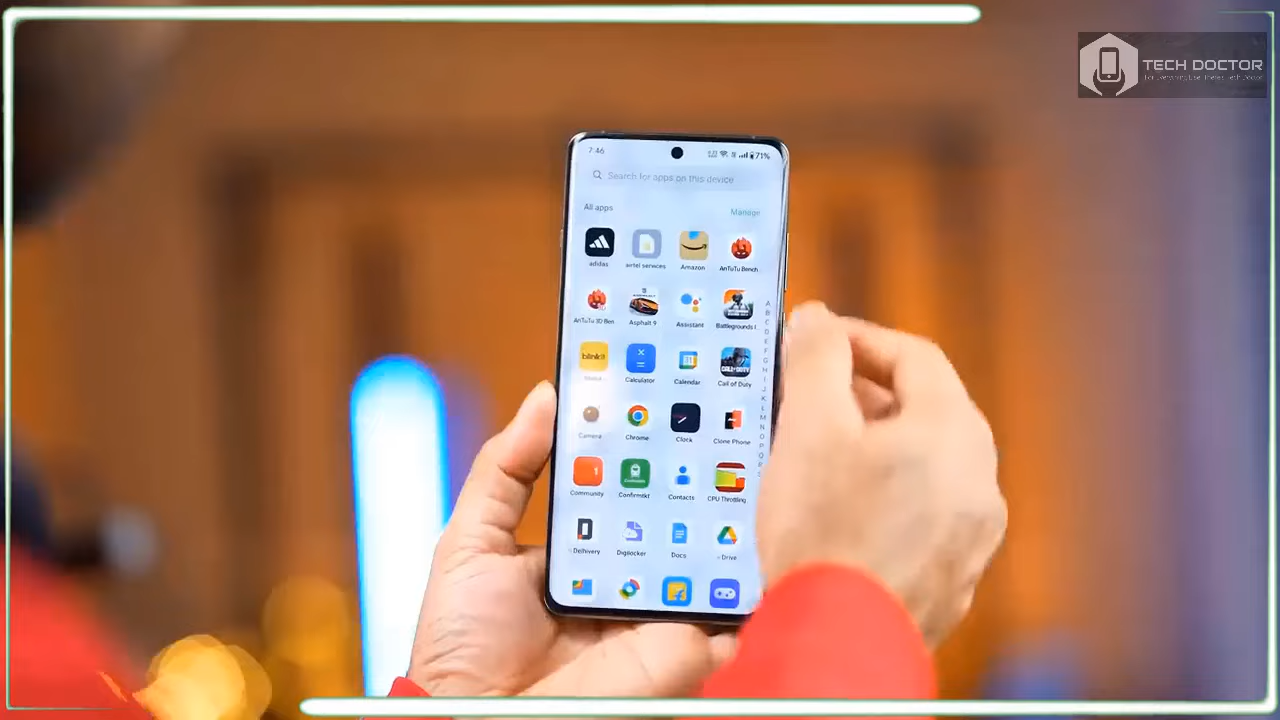 TECH DOCTOR
7:46
71%
Search for apps on this device
All apps
Manage
adidas
airtel services
Amazon
AnTuTu Bench..
AnTuTu 3D Ben
Asphalt 9
Assistant
Battlegrounds I..
blinkit
Calculator
Calendar
Call of Duty
Camera
Chrome
Clock
Clone Phone
Community
Confirmtkt
Contacts
CPU Throttling
Delhivery
Digilocker
Docs
Drive
A
B
C
D
E
F
G
H
I
J
K
L
M
N
O
P
Q
R
S